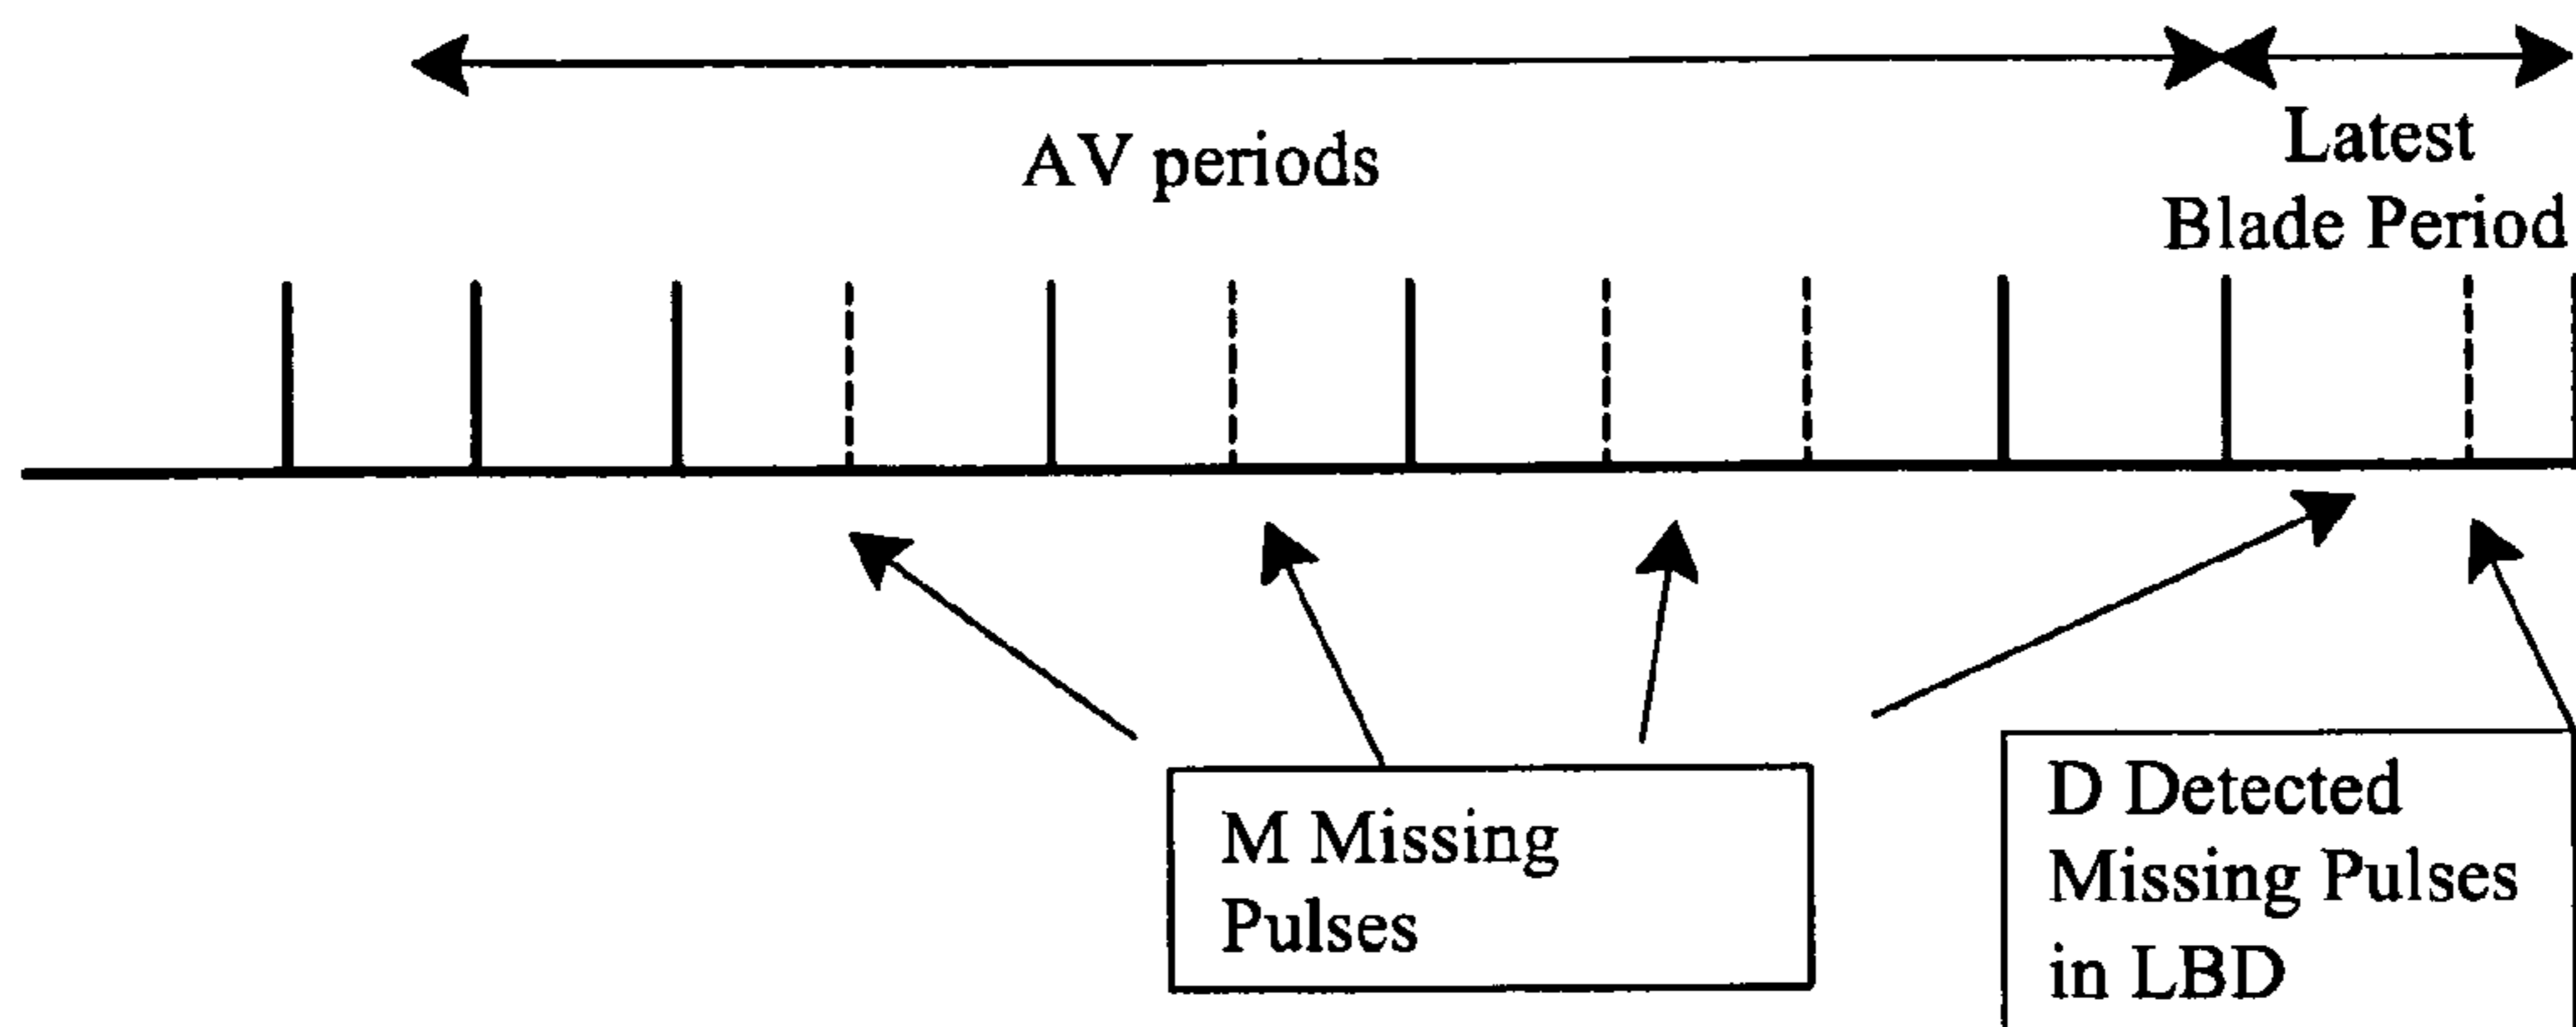 AV periods
Latest
Blade Period
M Missing
Pulses
D Detected
Missing Pulses
in LBD